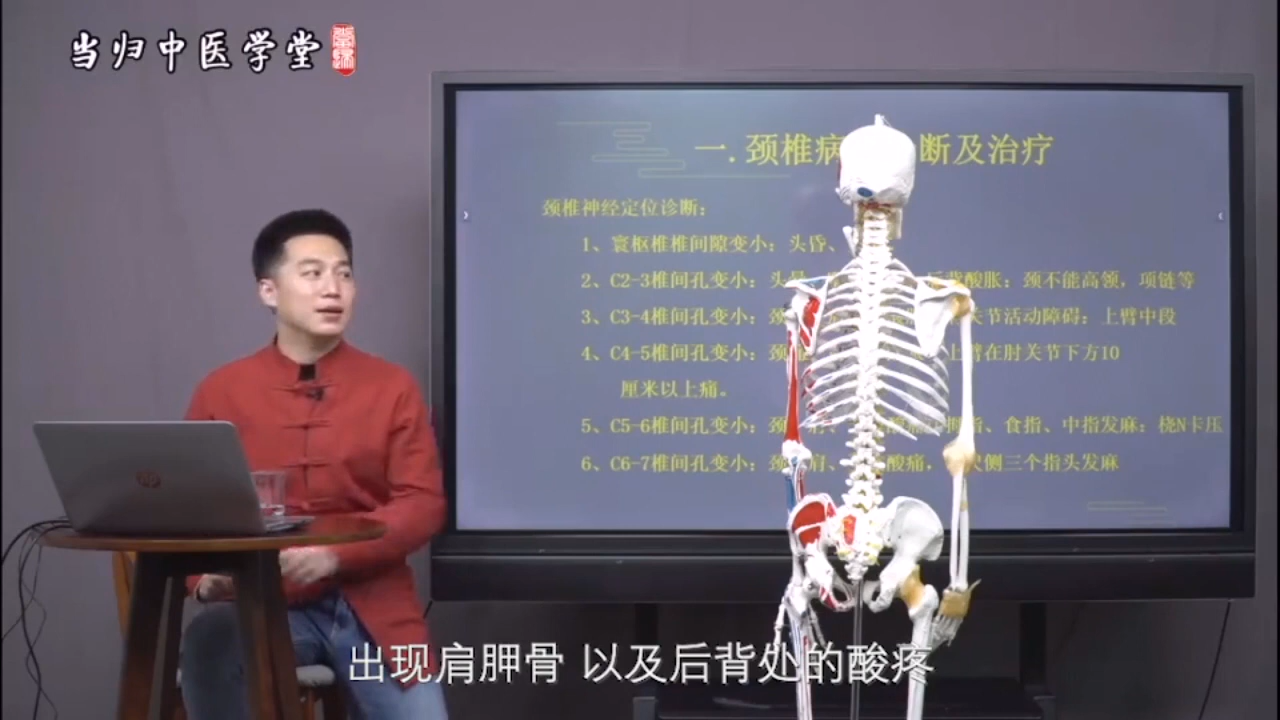 当归中医学堂
一.颈椎病 断及治疗
颈椎神经定位诊断：
1、寰枢椎椎间隙变小：头昏、
2、C2-3椎间孔变小：头 后背酸胀；颈不能高领，项链等
3、C3-4椎间孔变小：颈 关节活动障碍；上臂中段
4、C4-5椎间孔变小：颈 上臂在肘关节下方10
厘米以上痛。
5、C5-6椎间孔变小：颈 肩、 拇指、食指、中指发麻；桡N卡压
6、C6-7椎间孔变小：颈 肩、 酸痛， 尺侧三个指头发麻
出现肩胛骨 以及后背处的酸疼